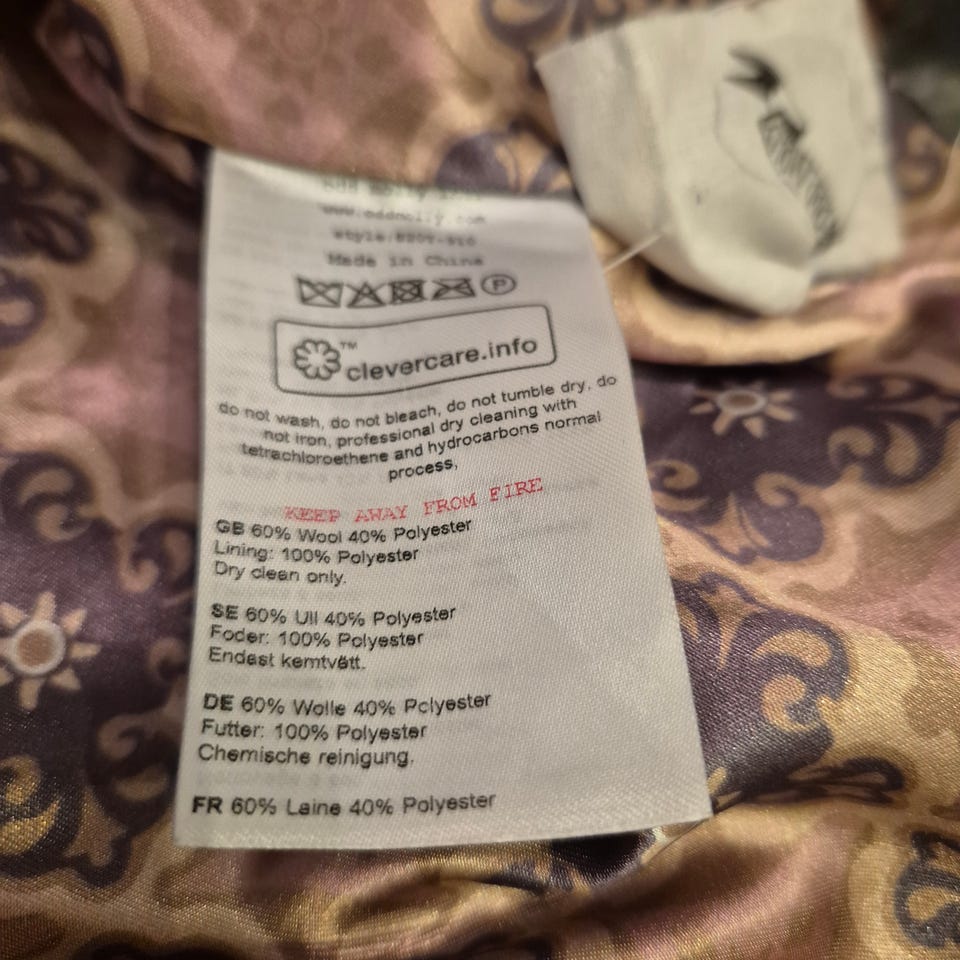 www.oddmolly.com
Made in China
P
™ clevercare.info
do not wash, do not bleach, do not tumble dry, do
not iron, professional dry cleaning with
tetrachloroethene and hydrocarbons normal
process,
KEEP AWAY FROM FIRE
GB 60% Wool 40% Polyester
Lining: 100% Polyester
Dry clean only.
SE 60% Ull 40% Polyester
Foder: 100% Polyester
Endast kemtvätt.
DE 60% Wolle 40% Polyester
Futter: 100% Polyester
Chemische reinigung.
FR 60% Laine 40% Polyester